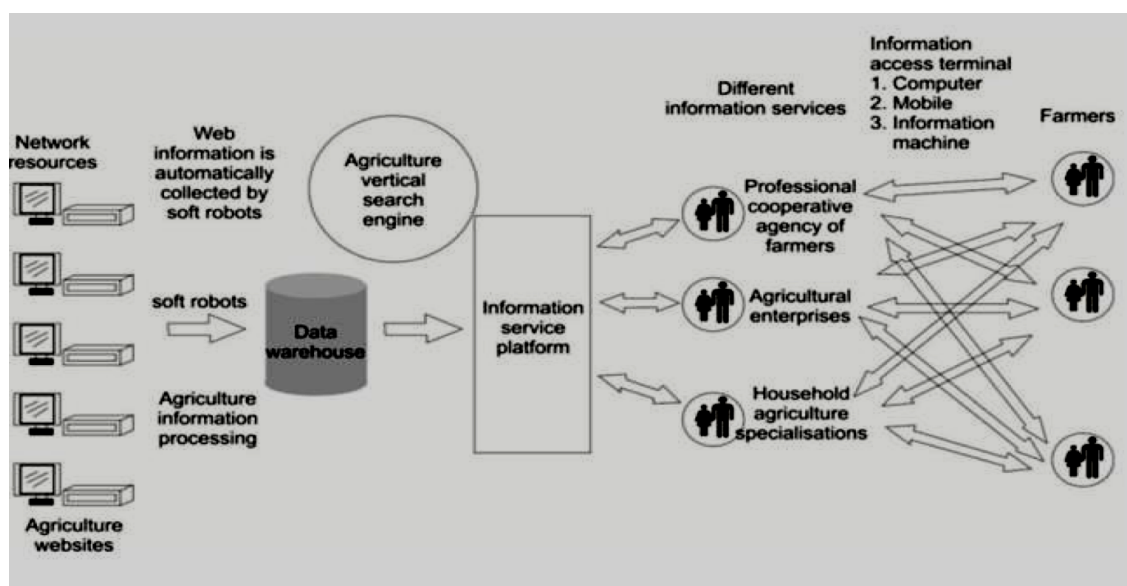 Network
resources
Web
information is
automatically
collected by
soft robots
soft robots
Agriculture
information
processing
Agriculture
websites
Data
warehouse
Agriculture
vertical
search
engine
Information
service
platform
Different
information services
Professional
cooperative
agency of
farmers
Agricultural
enterprises
Household
agriculture
specialisations
Information
access terminal
1. Computer
2. Mobile
3. Information
machine
Farmers